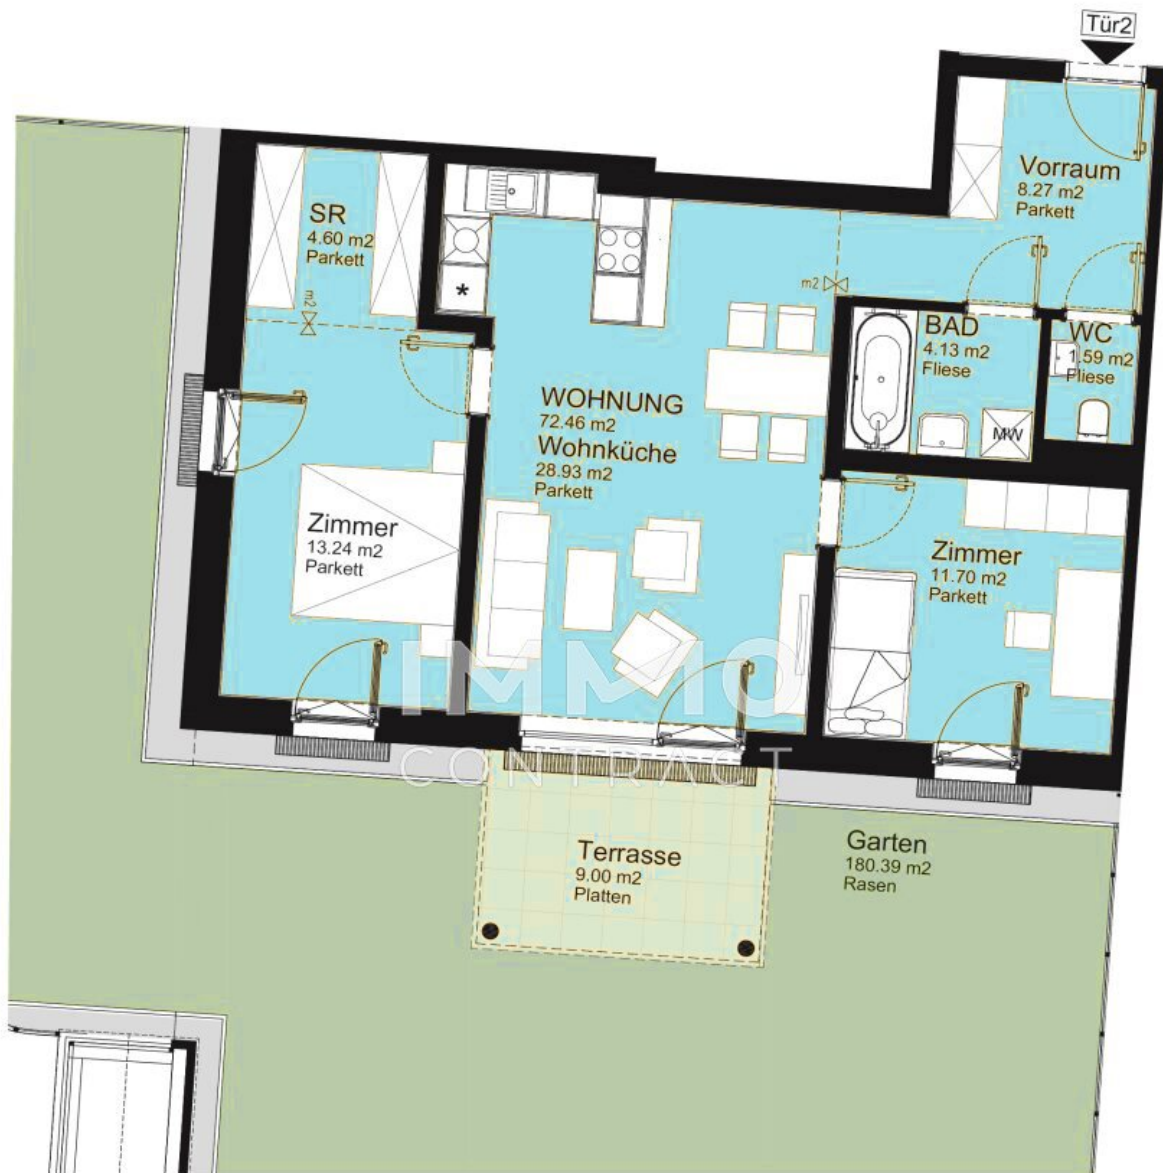 Tür2
Vorraum
8.27 m2
Parkett
SR
4.60 m2
Parkett
m2
m2
*
BAD
4.13 m2
Fliese
WC
1.59 m2
Fliese
MW
WOHNUNG
72.46 m2
Wohnküche
28.93 m2
Parkett
Zimmer
13.24 m2
Parkett
Zimmer
11.70 m2
Parkett
IMMO
CONTRACT
Terrasse
9.00 m2
Platten
Garten
180.39 m2
Rasen